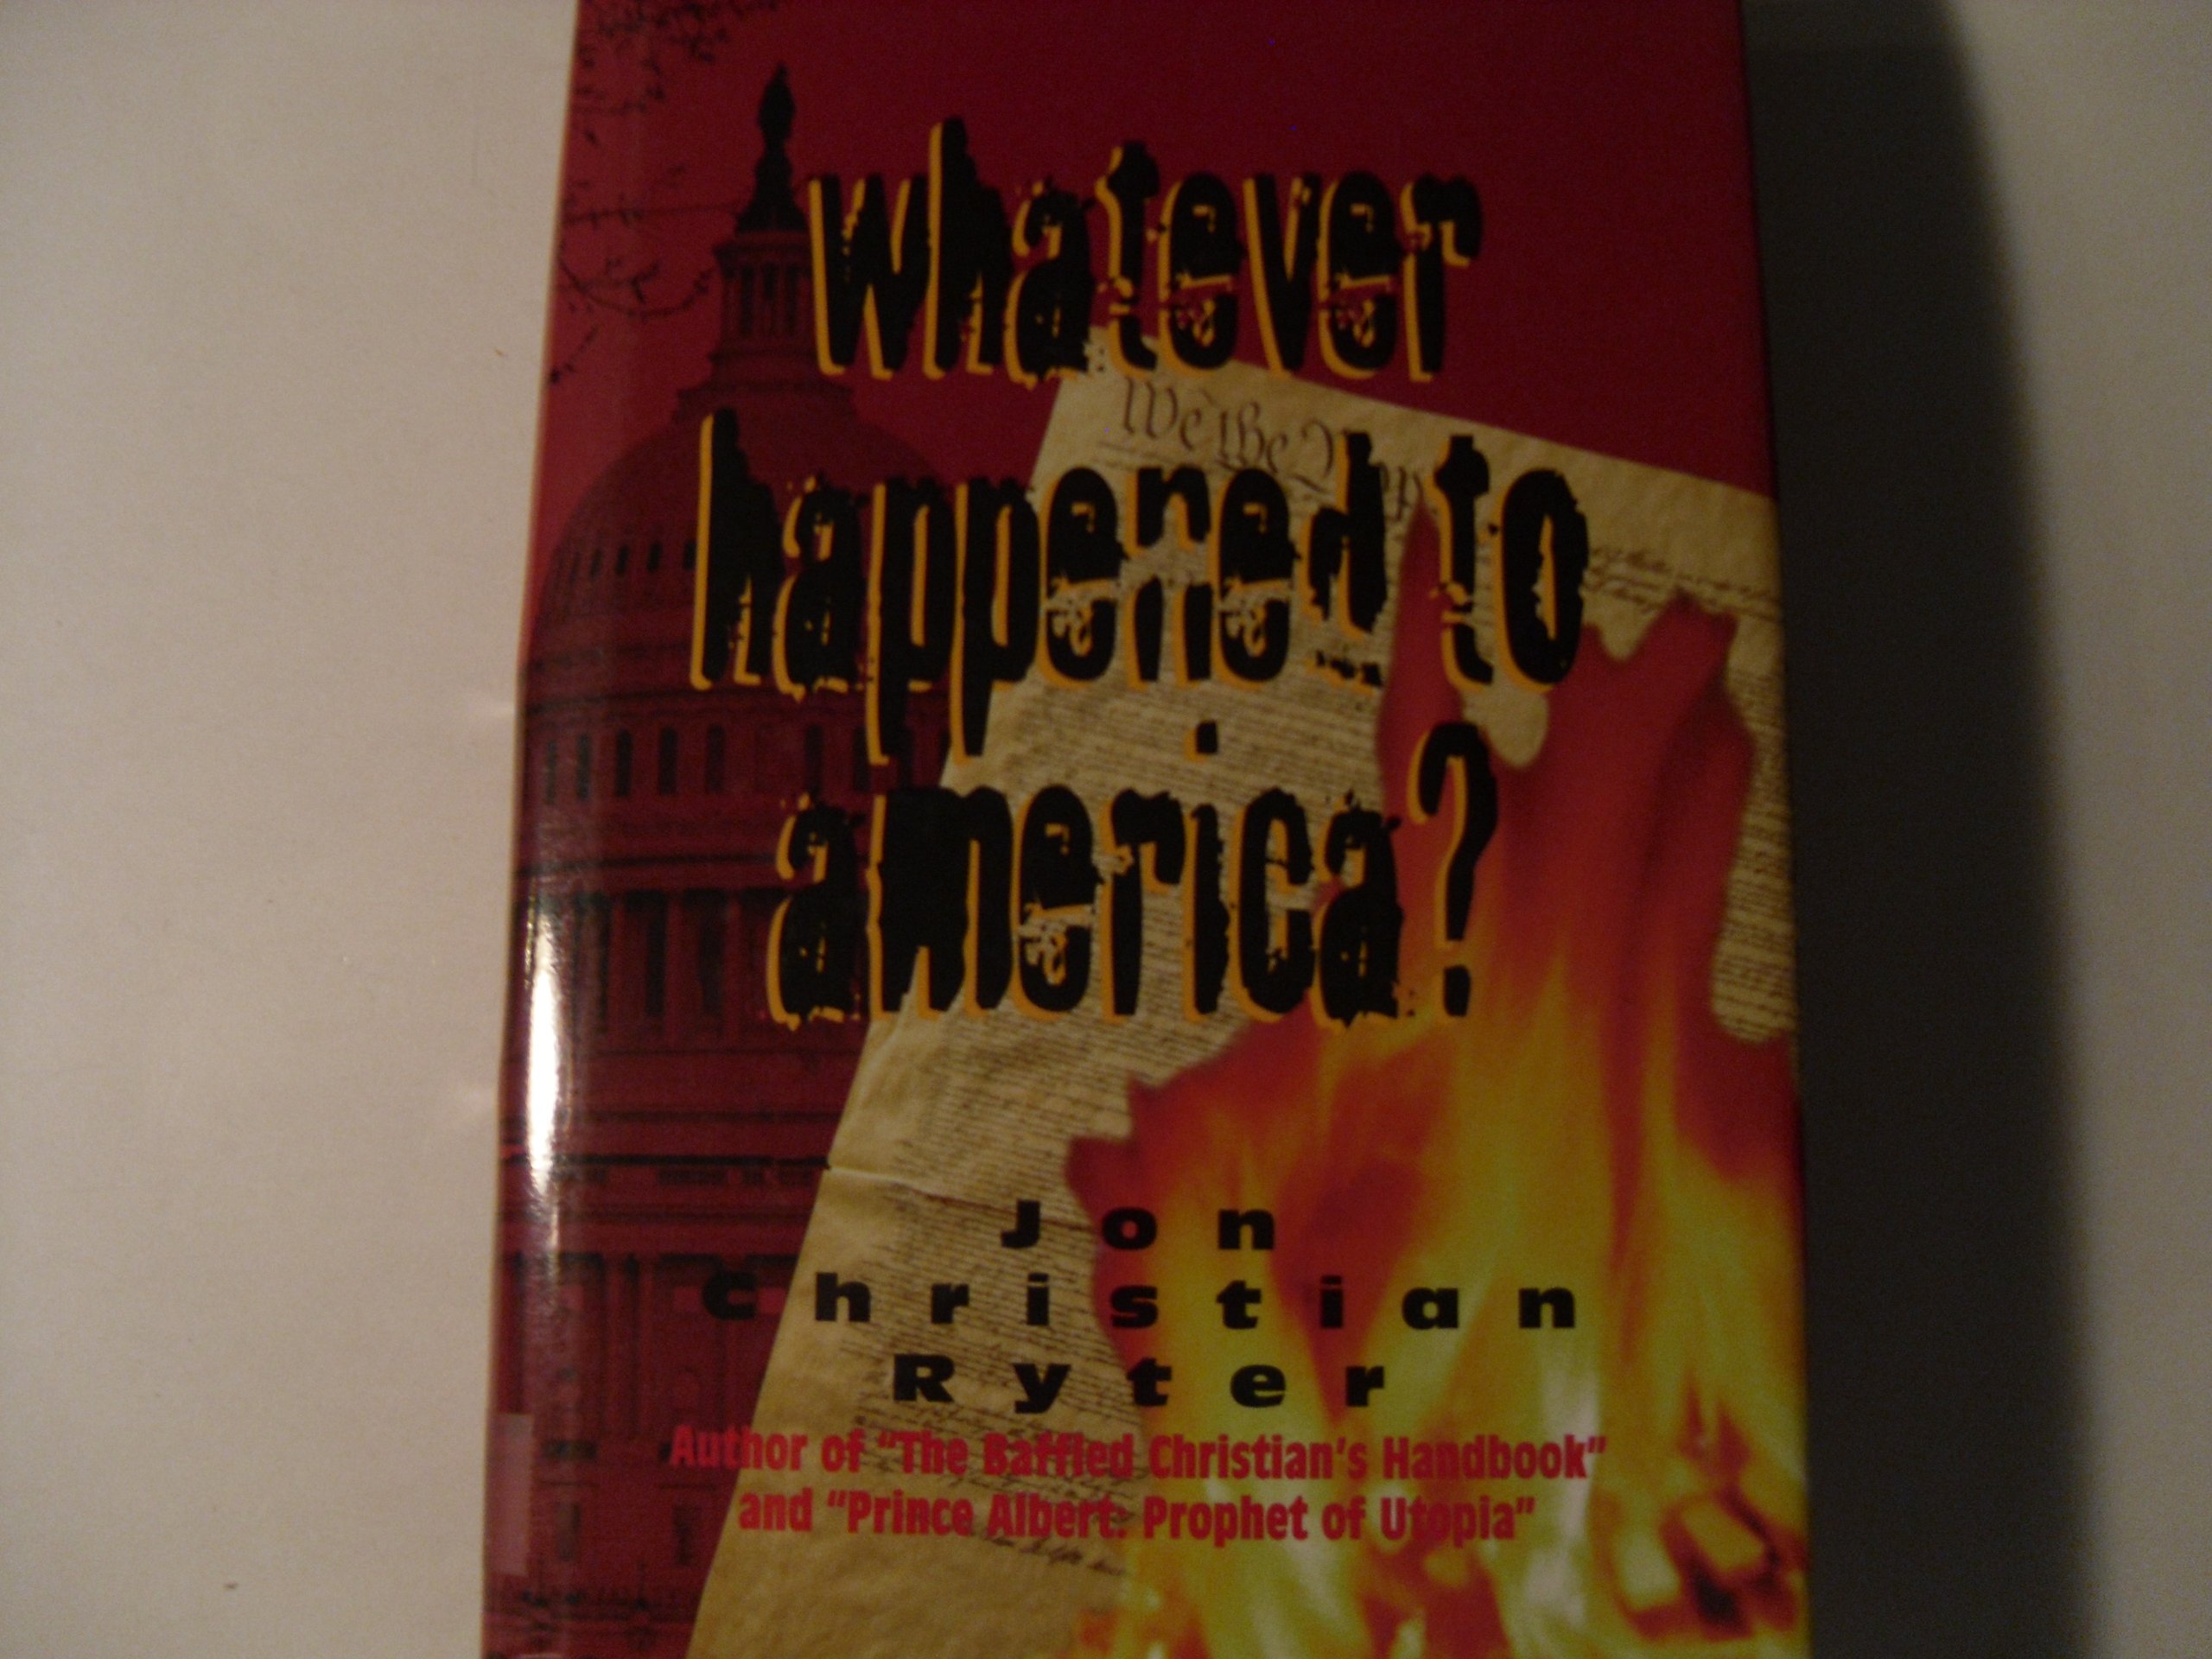 whatever
We the Peop
happened to
america?
Jon
Christian
Ryter
Author of "The Baffled Christian's Handbook"
and "Prince Albert: Prophet of Utopia"